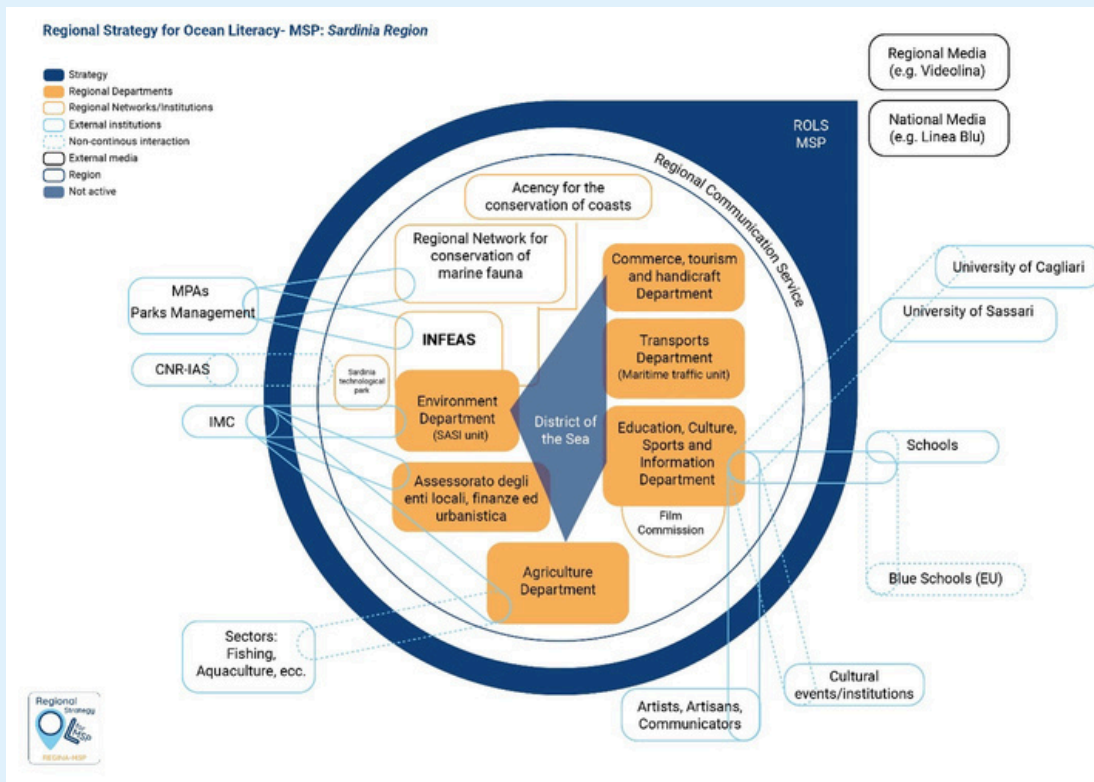 Regional Strategy for Ocean Literacy- MSP: Sardinia Region
Strategy
Regional Departments
Regional Networks/Institutions
External institutions
Non-continous interaction
External media
Region
Not active
Regional Media
(e.g. Videolina)
National Media
(e.g. Linea Blu)
ROLS
MSP
Regional Communication Service
Acency for the
conservation of coasts
Regional Network for
conservation of
marine fauna
Commerce, tourism
and handicraft
Department
MPAs
Parks Management
INFEAS
Transports
Department
(Maritime traffic unit)
University of Cagliari
University of Sassari
CNR-IAS
Sardinia
technological
park
IMC
Environment
Department
(SASI unit)
District of
the Sea
Education, Culture,
Sports and
Information
Department
Schools
Assessorato degli
enti locali, finanze ed
urbanistica
Film
Commission
Agriculture
Department
Blue Schools (EU)
Sectors:
Fishing,
Aquaculture, ecc.
Cultural
events/institutions
Artists, Artisans,
Communicators
Regional
Strategy
for
MSP
REGINA-MSP